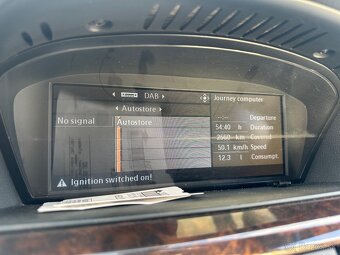 DAB
Autostore
Journey computer
No signal
Autostore
--:-- Departure
54:40 h Duration
2660 km Covered
50.1 km/h Speed
12.3 l Consumpt.
Ignition switched on!